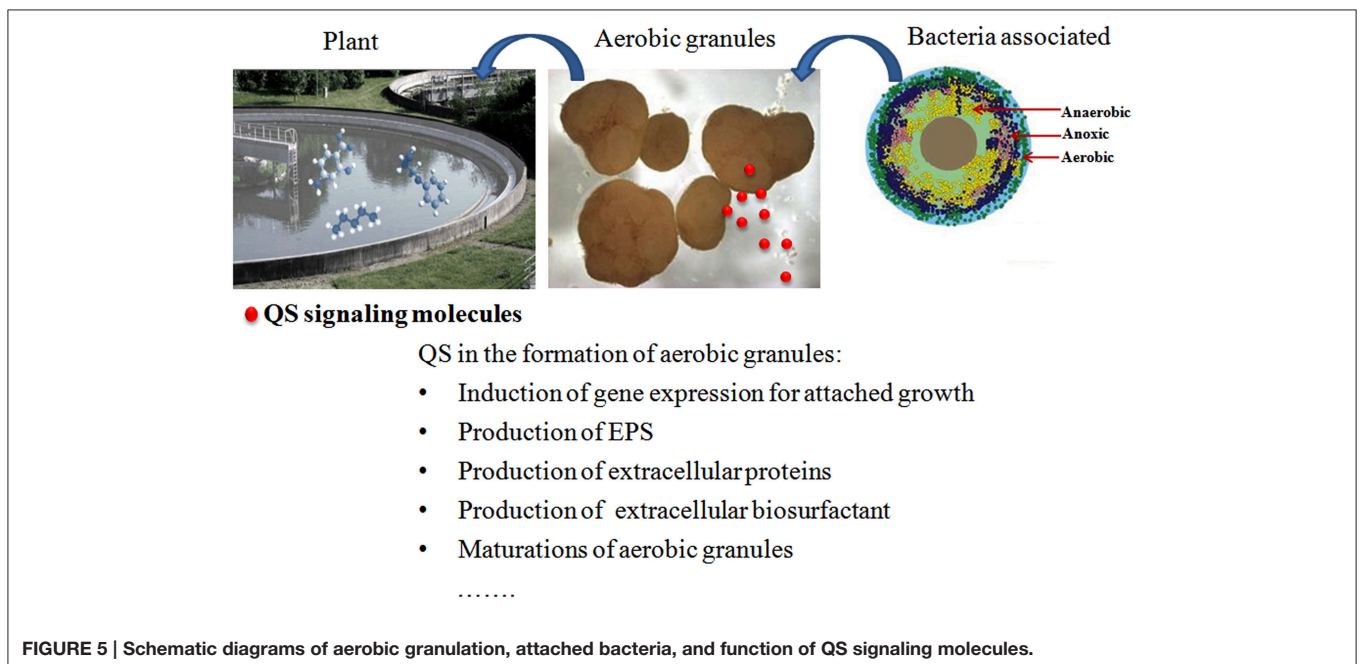 Plant
Aerobic granules
Bacteria associated
Anaerobic
Anoxic
Aerobic
QS signaling molecules
QS in the formation of aerobic granules:
• Induction of gene expression for attached growth
• Production of EPS
• Production of extracellular proteins
• Production of extracellular biosurfactant
• Maturations of aerobic granules
.......
FIGURE 5 | Schematic diagrams of aerobic granulation, attached bacteria, and function of QS signaling molecules.